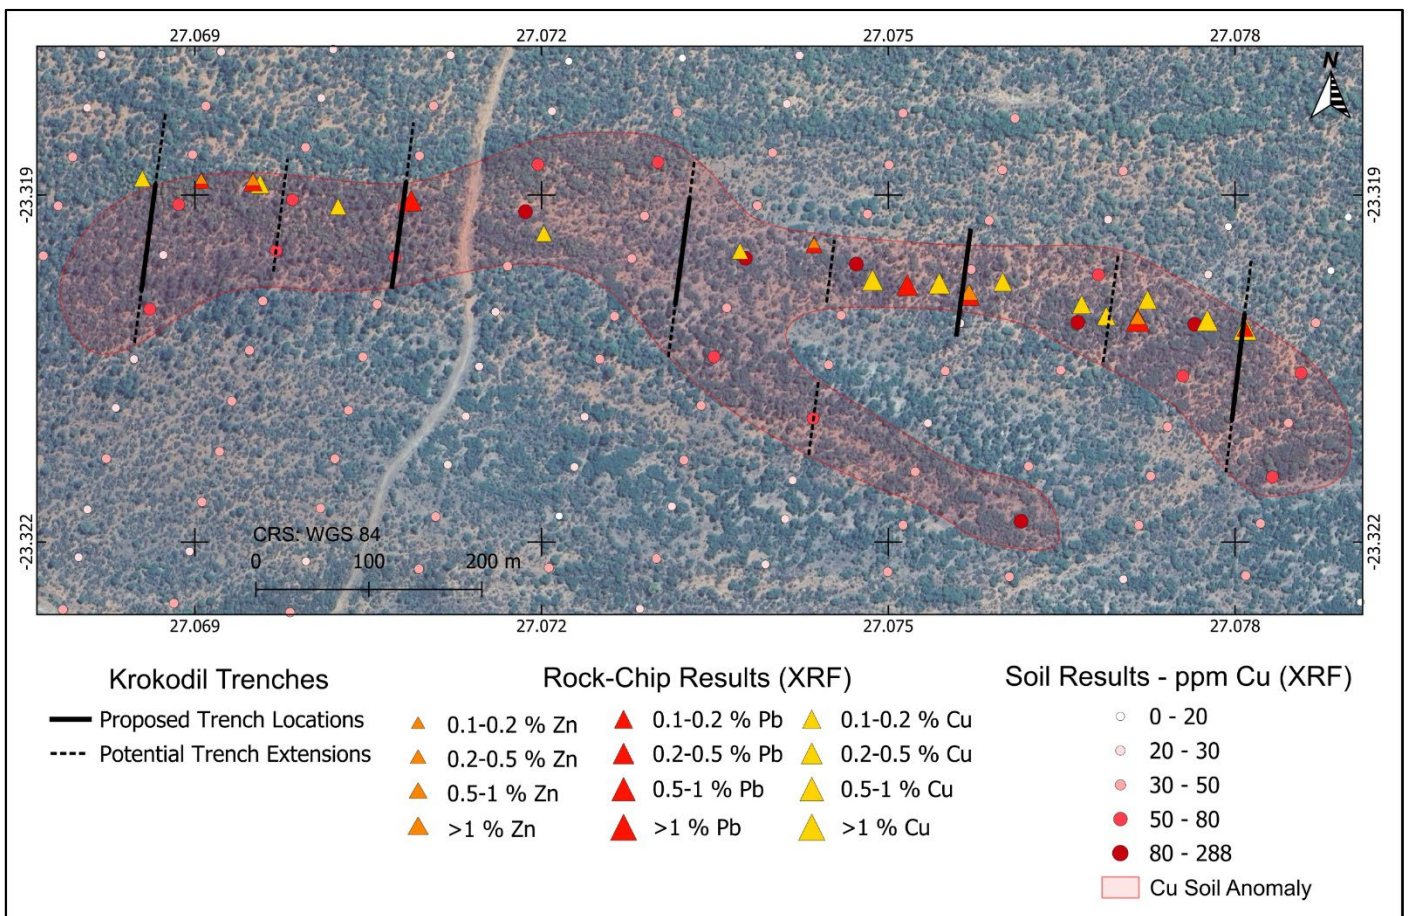 27.069 27.072 27.075 27.078
N
-23.319 -23.319
-23.322 -23.322
CRS: WGS 84
0 100 200 m
27.069 27.072 27.075 27.078
Krokodil Trenches
Proposed Trench Locations
Potential Trench Extensions
Rock-Chip Results (XRF)
0.1-0.2 % Zn 0.1-0.2 % Pb 0.1-0.2 % Cu
0.2-0.5 % Zn 0.2-0.5 % Pb 0.2-0.5 % Cu
0.5-1 % Zn 0.5-1 % Pb 0.5-1 % Cu
>1 % Zn >1 % Pb >1 % Cu
Soil Results - ppm Cu (XRF)
0 - 20
20 - 30
30 - 50
50 - 80
80 - 288
Cu Soil Anomaly